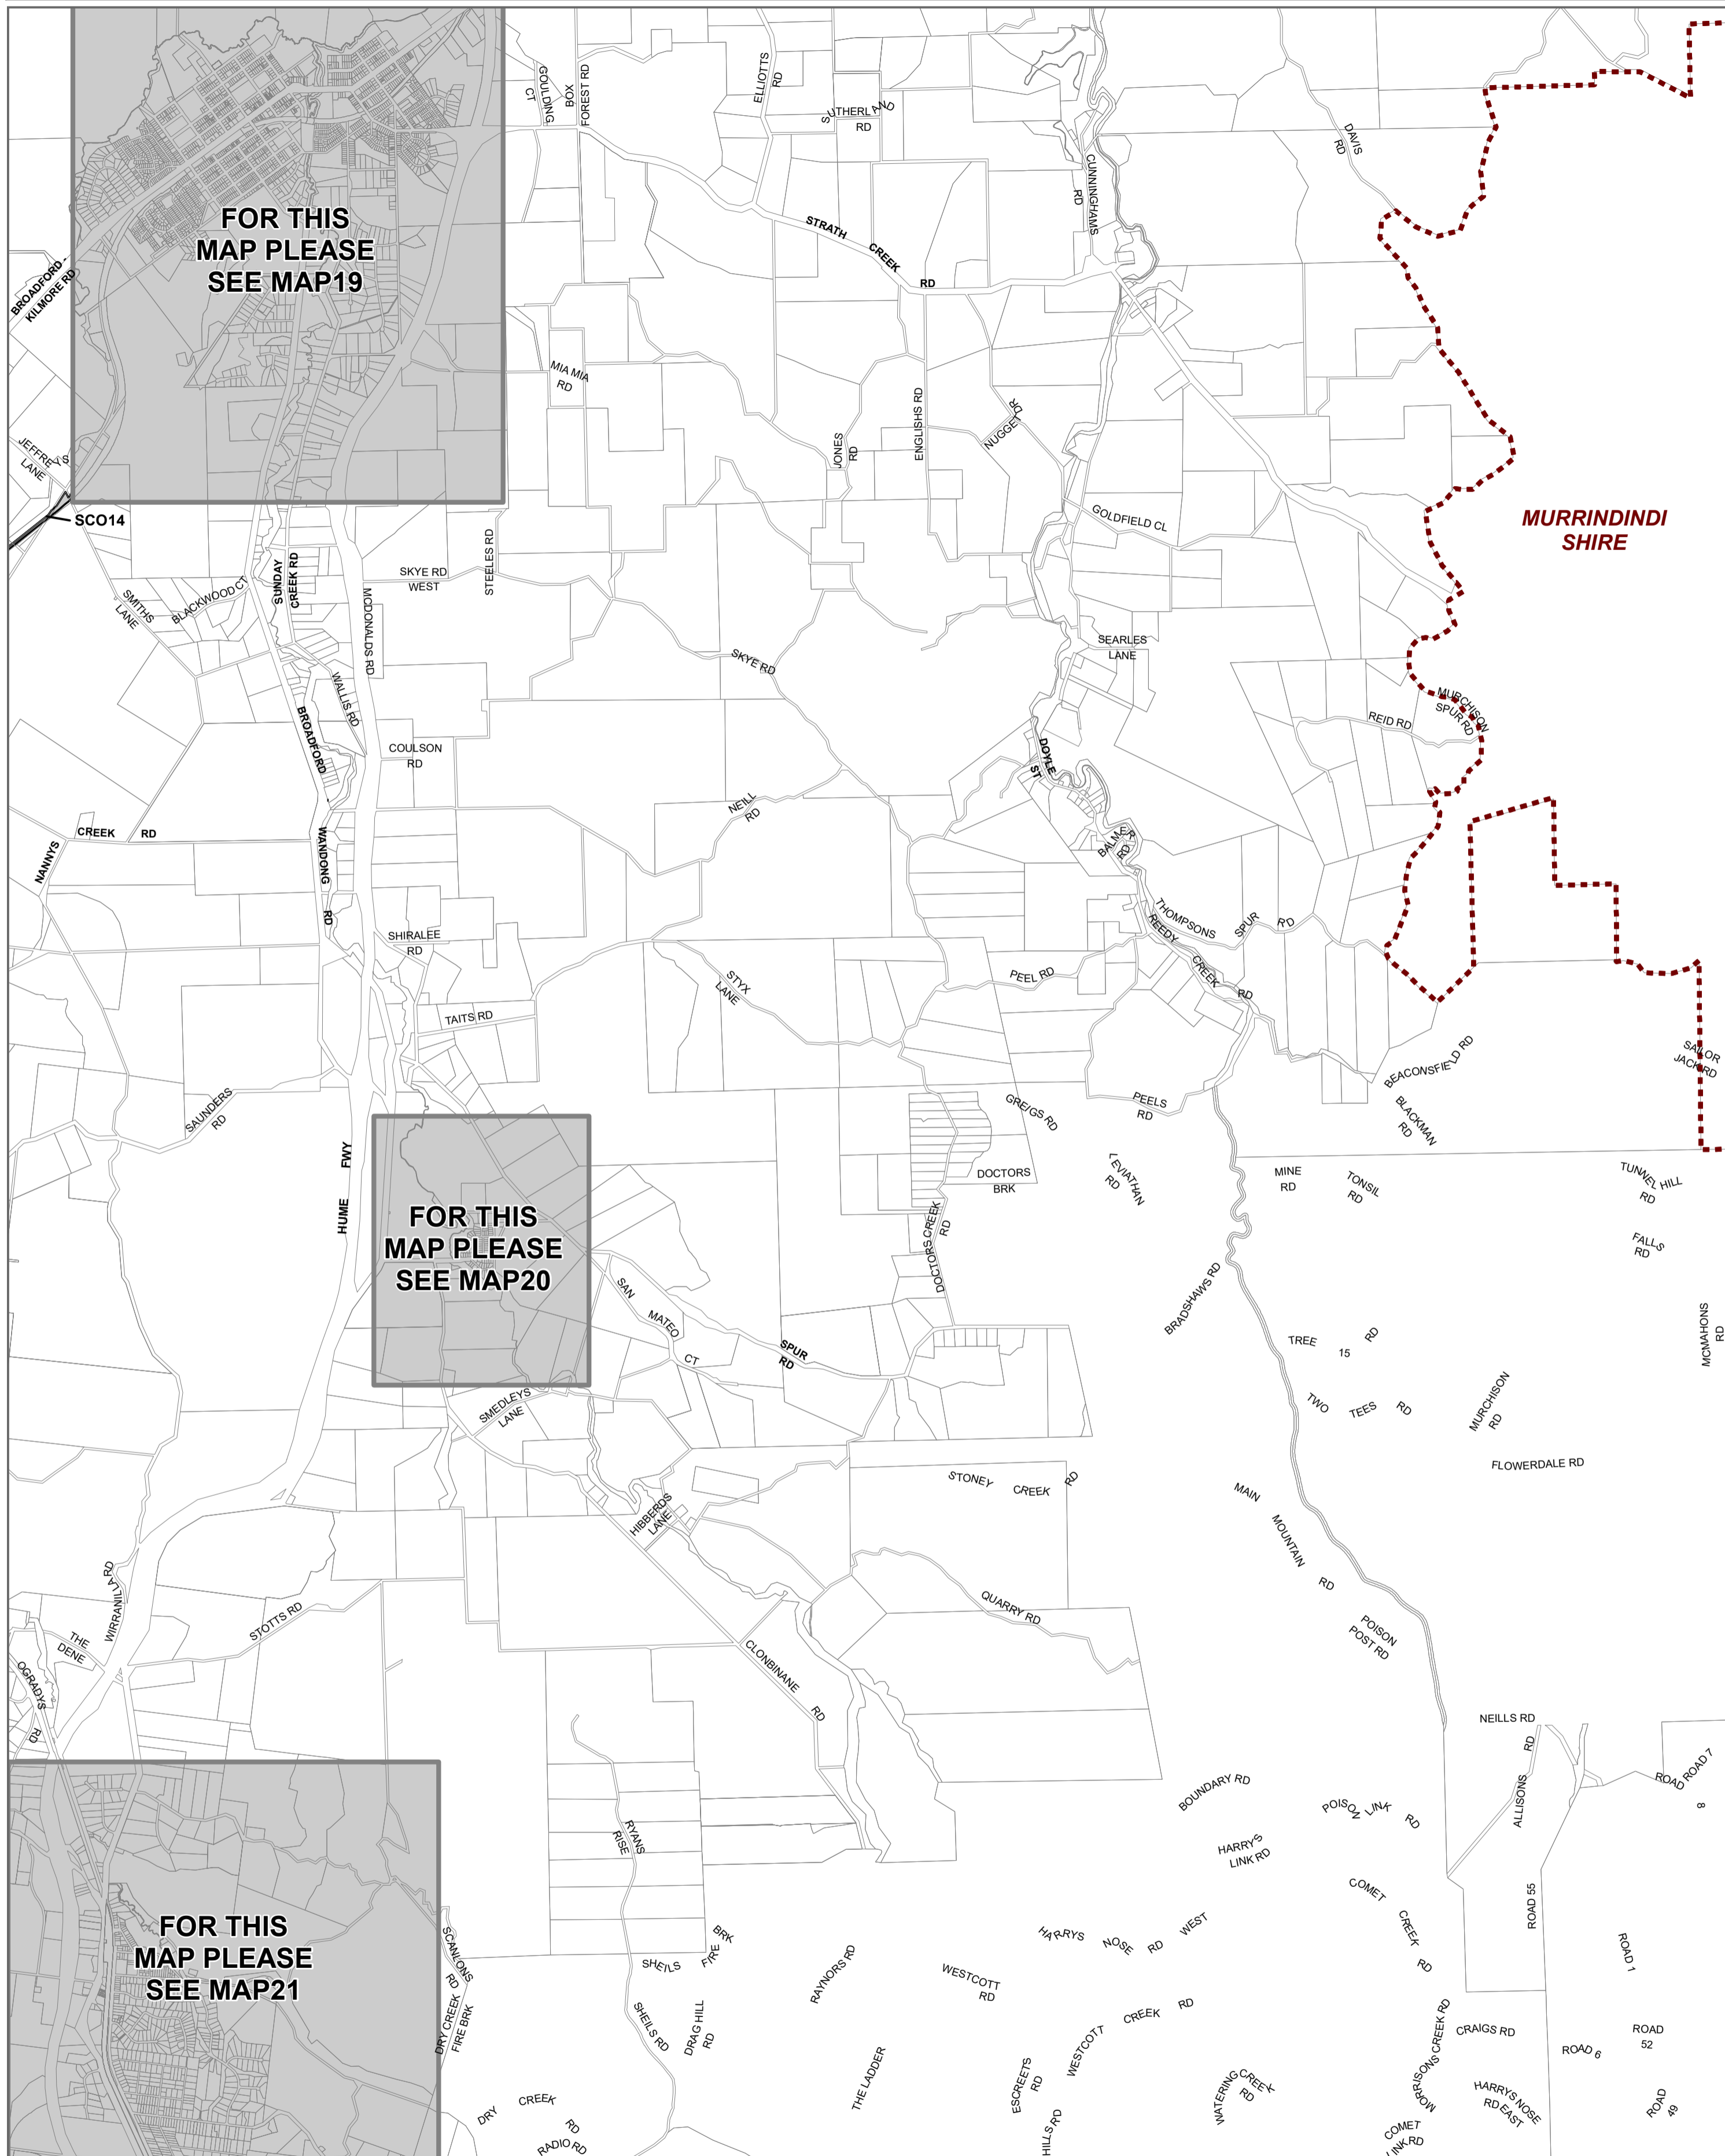 GOULDING
CT
BOX
FOREST RD
ELLIOTTS
RD
SUTHERLAND
RD
CUNNINGHAMS
RD
DAVIS
RD
FOR THIS
MAP PLEASE
SEE MAP19
BROADFORD -
KILMORE RD
STRATH
CREEK
RD
MIA MIA
RD
JONES
RD
ENGLISHS RD
NUGGET DR
JEFFREYS
LANE
SCO14
GOLDFIELD CL
MURRINDINDI
SHIRE
SMITHS
LANE
BLACKWOOD CT
SUNDAY
CREEK RD
MCDONALDS RD
SKYE RD
WEST
STEELES RD
SKYE RD
SEARLES
LANE
WALLIS RD
BROADFORD
WANDONG
RD
COULSON
RD
REID RD
MURCHISON
SPUR RD
DOYLE
ST
NEILL
RD
BALMER
RD
NANNYS
CREEK RD
SHIRALEE
RD
THOMPSONS
SPUR
RD
REEDY
CREEK
RD
PEEL RD
STYX
LANE
TAITS RD
SAUNDERS
RD
BEACONSFIELD RD
SAILOR
JACK RD
GREIGS RD
PEELS
RD
BLACKMAN
RD
HUME
FWY
FOR THIS
MAP PLEASE
SEE MAP20
DOCTORS
BRK
LEVIATHAN
RD
MINE
RD
TONSIL
RD
TUNNEL HILL
RD
DOCTORS CREEK
RD
FALLS
RD
SAN
MATEO
CT
SPUR
RD
BRADSHAWS RD
TREE
15
RD
MCMAHONS
RD
SMEDLEYS
LANE
TWO
TEES
RD
MURCHISON
RD
STONEY
CREEK
RD
FLOWERDALE RD
HIBBERDS
LANE
MAIN
MOUNTAIN
RD
WIRRANILLA RD
STOTTS RD
QUARRY RD
POISON
POST RD
THE
DENE
OGRADYS
RD
CLONBINANE
RD
NEILLS RD
ALLISONS
RD
ROAD
8
ROAD 7
BOUNDARY RD
POISON
LINK
RD
RYANS
RISE
HARRYS
LINK RD
COMET
CREEK
RD
ROAD 55
FOR THIS
MAP PLEASE
SEE MAP21
SCANLONS
RD
SHEILS
FIRE
BRK
RAYNORS RD
HARRYS
NOSE
RD
WEST
ROAD 1
WESTCOTT
RD
DRY CREEK
FIRE BRK
SHEILS RD
DRAG HILL
RD
WESTCOTT
CREEK
RD
MORRISONS CREEK RD
CRAIGS RD
ROAD 6
ROAD
52
THE LADDER
ESCREETS
RD
WATERING CREEK
RD
HARRYS NOSE
RD EAST
ROAD
49
DRY
CREEK
RD
RADIO RD
HILLS RD
COMET
LINK RD